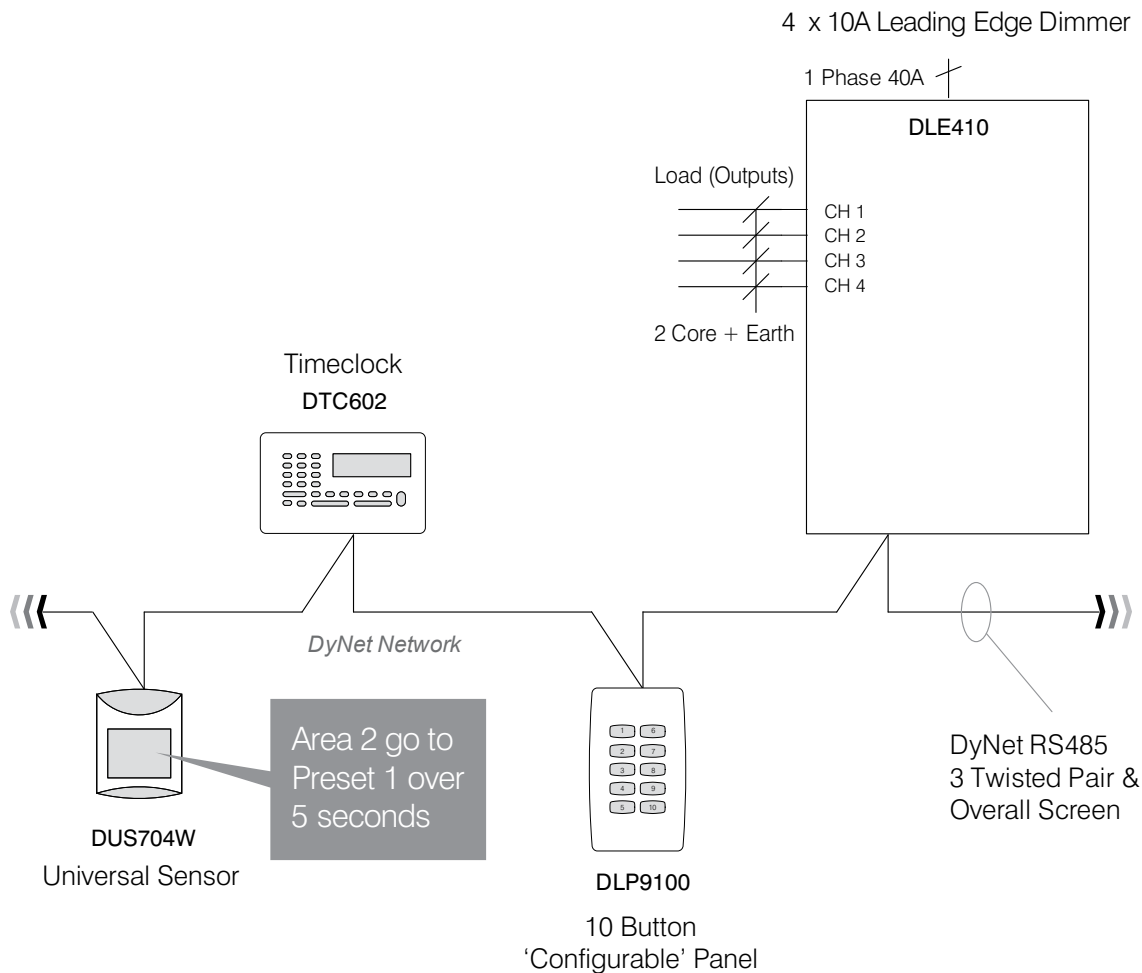 4 x 10A Leading Edge Dimmer
1 Phase 40A
DLE410
Load (Outputs)
CH 1
CH 2
CH 3
CH 4
2 Core + Earth
Timeclock
DTC602
DyNet Network
Area 2 go to
Preset 1 over
5 seconds
DUS704W
Universal Sensor
1 6
2 7
3 8
4 9
5 10
DLP9100
10 Button
‘Configurable’ Panel
DyNet RS485
3 Twisted Pair &
Overall Screen